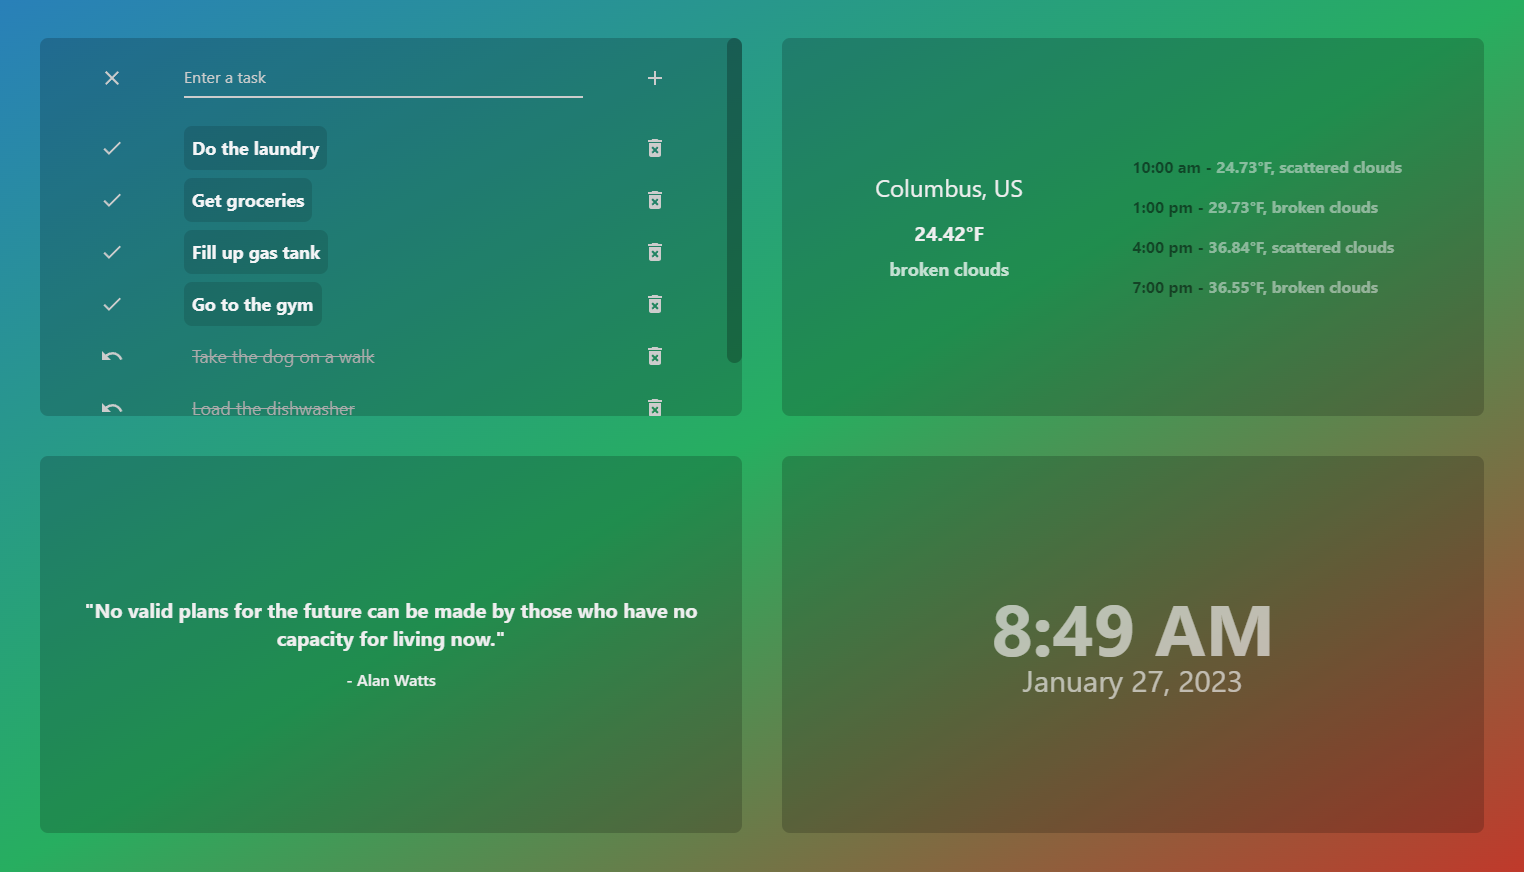 Enter a task
Do the laundry
Get groceries
Fill up gas tank
Go to the gym
Take the dog on a walk
Load the dishwasher
Columbus, US
24.42°F
broken clouds
10:00 am - 24.73°F, scattered clouds
1:00 pm - 29.73°F, broken clouds
4:00 pm - 36.84°F, scattered clouds
7:00 pm - 36.55°F, broken clouds
"No valid plans for the future can be made by those who have no
capacity for living now."
- Alan Watts
8:49 AM
January 27, 2023